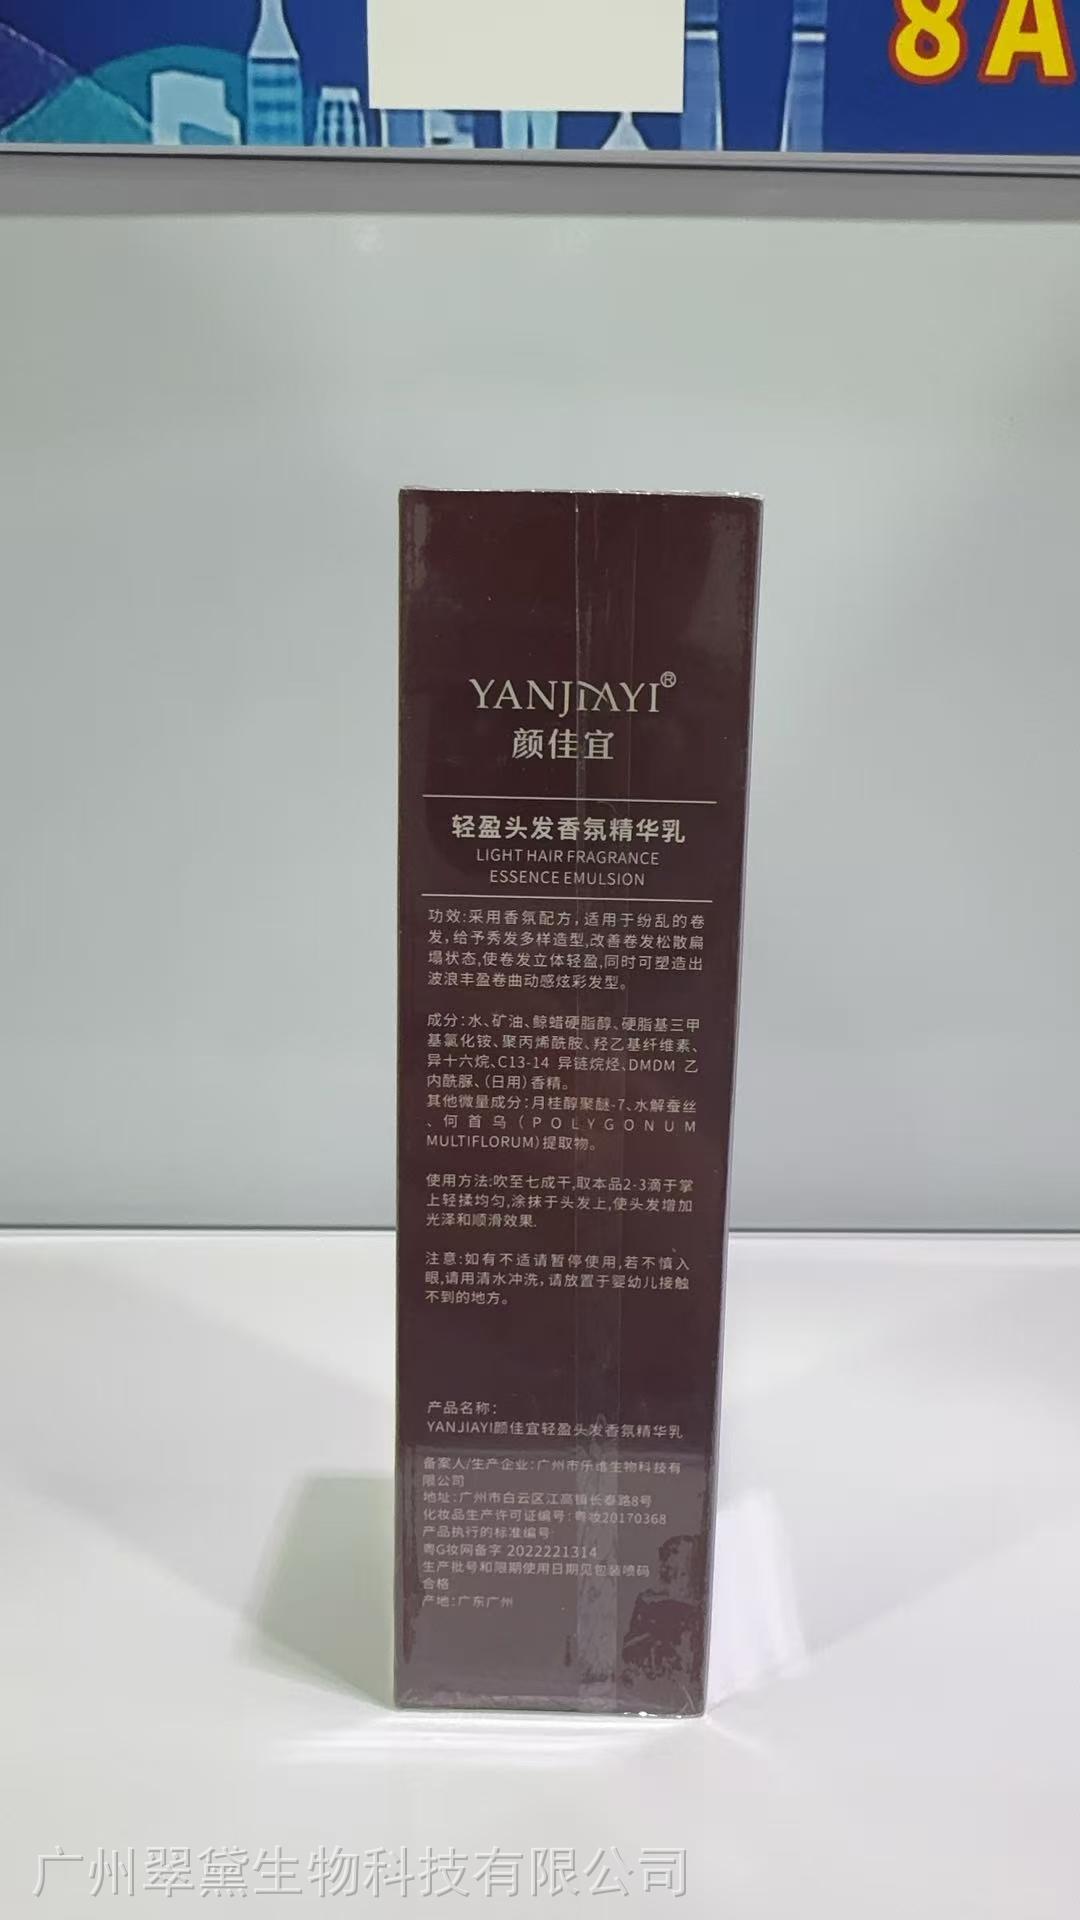 8A
YANJIAYI®
颜佳宜
轻盈头发香氛精华乳
LIGHT HAIR FRAGRANCE
ESSENCE EMULSION
功效:采用香氛配方,适用于纷乱的卷
发,给予秀发多样造型,改善卷发松散扁
塌状态,使卷发立体轻盈,同时可塑造出
波浪丰盈卷曲动感炫彩发型。
成分:水、矿油、鲸蜡硬脂醇、硬脂基三甲
基氯化铵、聚丙烯酰胺、羟乙基纤维素、
异十六烷、C13-14 异链烷烃、DMDM 乙
内酰脲、(日用)香精。
其他微量成分:月桂醇聚醚-7、水解蚕丝
、何首乌(POLYGONUM
MULTIFLORUM)提取物。
使用方法:吹至七成干,取本品2-3滴于掌
上轻揉均匀,涂抹于头发上,使头发增加
光泽和顺滑效果.
注意:如有不适请暂停使用,若不慎入
眼,请用清水冲洗,请放置于婴幼儿接触
不到的地方。
产品名称:
YANJIAYI颜佳宜轻盈头发香氛精华乳
备案人/生产企业:广州市乐维生物科技有
限公司
地址:广州市白云区江高镇长泰路8号
化妆品生产许可证编号:粤妆20170368
产品执行的标准编号
粤G妆网备字 2022221314
生产批号和限期使用日期见包装喷码
合格
产地:广东广州
广州翠黛生物科技有限公司